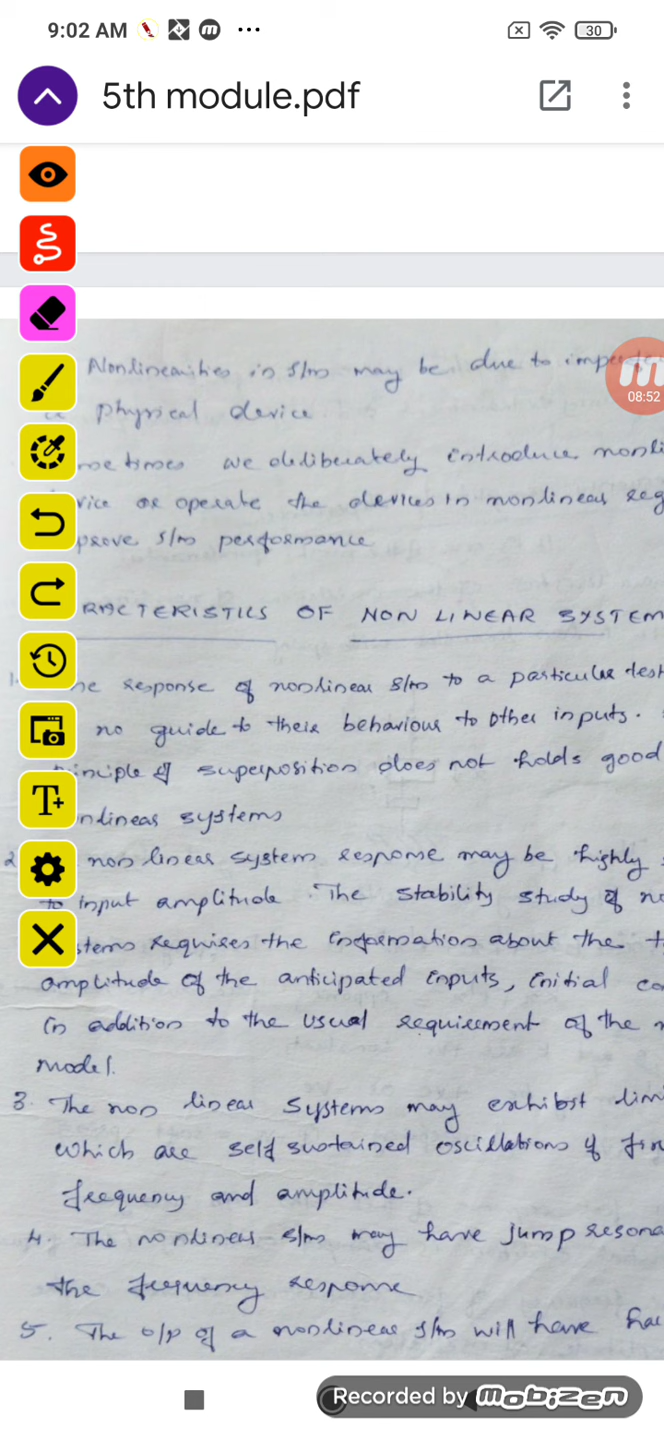 9:02 AM
30
5th module.pdf
Nonlinearities in S/m may be due to
08:52
physical device
we deliberately introduce
or operate the devices in nonlinear
S/m performance
OF NON LINEAR SYSTEM
response of nonlinear S/m to a particular test
no guide to their behaviour to other inputs.
of superposition does not holds good
systems
2 non linear system response may be highly
to input amplitude. The stability study of
requires the information about the
amplitude of the anticipated inputs, initial
in addition to the usual requirement of the
model.
3. The non linear systems may exhibit
which are self sustained oscillations of
frequency and amplitude.
4. The nonlinear S/m may have jump
the frequency response
5. The o/p of a nonlinear S/m will have
Recorded by mobizen